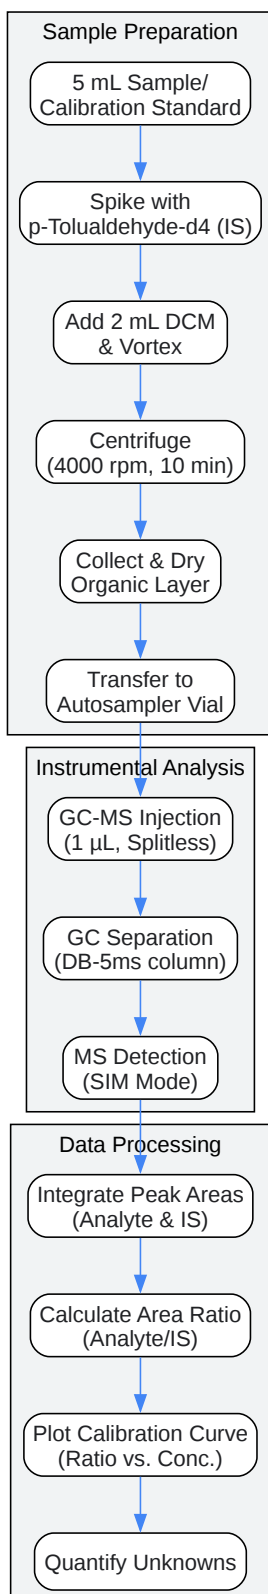 Sample Preparation
5 mL Sample/
Calibration Standard
Spike with
p-Tolualdehyde-d4 (IS)
Add 2 mL DCM
& Vortex
Centrifuge
(4000 rpm, 10 min)
Collect & Dry
Organic Layer
Transfer to
Autosampler Vial
Instrumental Analysis
GC-MS Injection
(1 µL, Splitless)
GC Separation
(DB-5ms column)
MS Detection
(SIM Mode)
Data Processing
Integrate Peak Areas
(Analyte & IS)
Calculate Area Ratio
(Analyte/IS)
Plot Calibration Curve
(Ratio vs. Conc.)
Quantify Unknowns